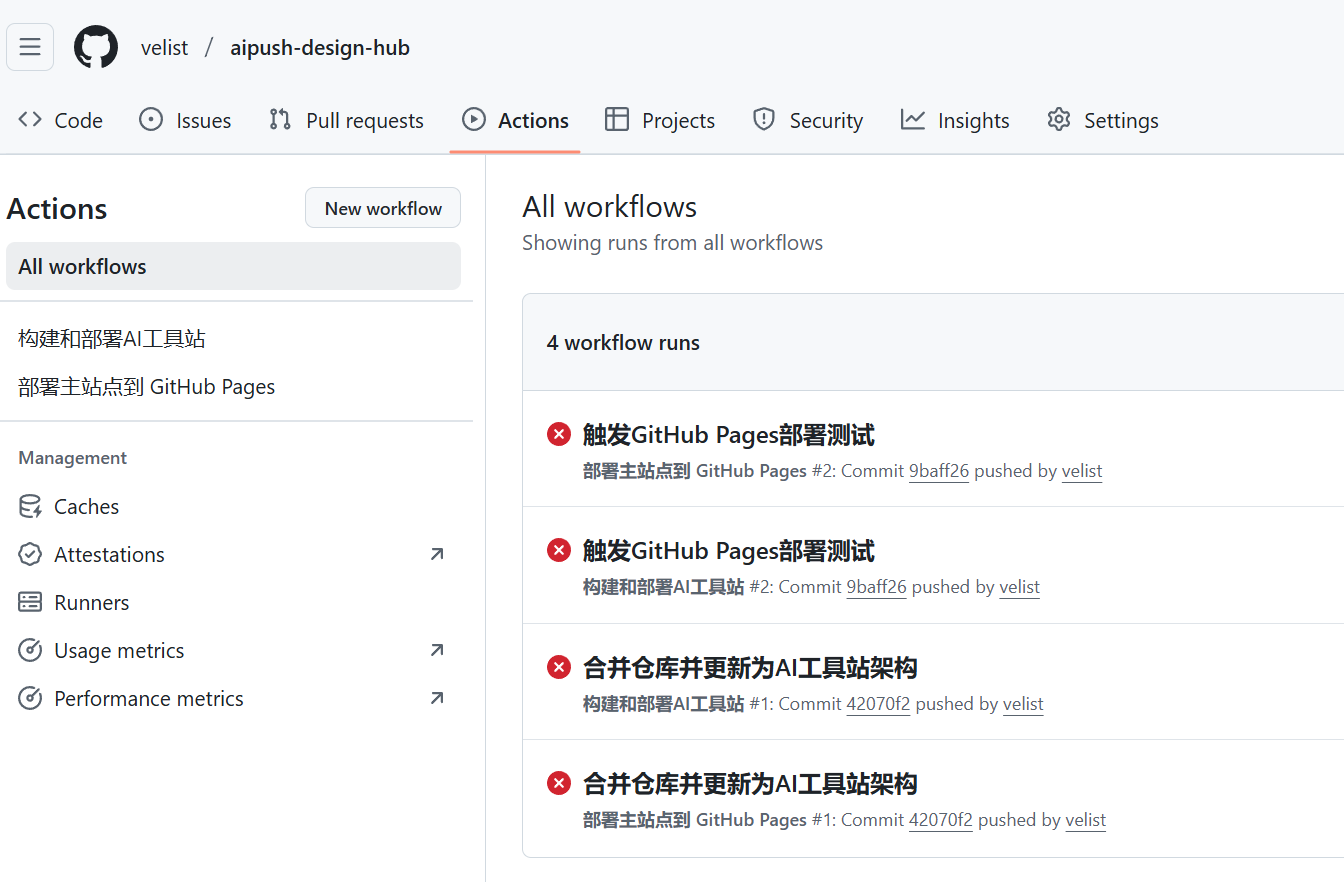 velist / aipush-design-hub
Code Issues Pull requests Actions Projects Security Insights Settings
Actions
New workflow
All workflows
构建和部署AI工具站
部署主站点到 GitHub Pages
Management
Caches
Attestations
Runners
Usage metrics
Performance metrics
All workflows
Showing runs from all workflows
4 workflow runs
触发GitHub Pages部署测试
部署主站点到 GitHub Pages #2: Commit 9baff26 pushed by velist
触发GitHub Pages部署测试
构建和部署AI工具站 #2: Commit 9baff26 pushed by velist
合并仓库并更新为AI工具站架构
构建和部署AI工具站 #1: Commit 42070f2 pushed by velist
合并仓库并更新为AI工具站架构
部署主站点到 GitHub Pages #1: Commit 42070f2 pushed by velist